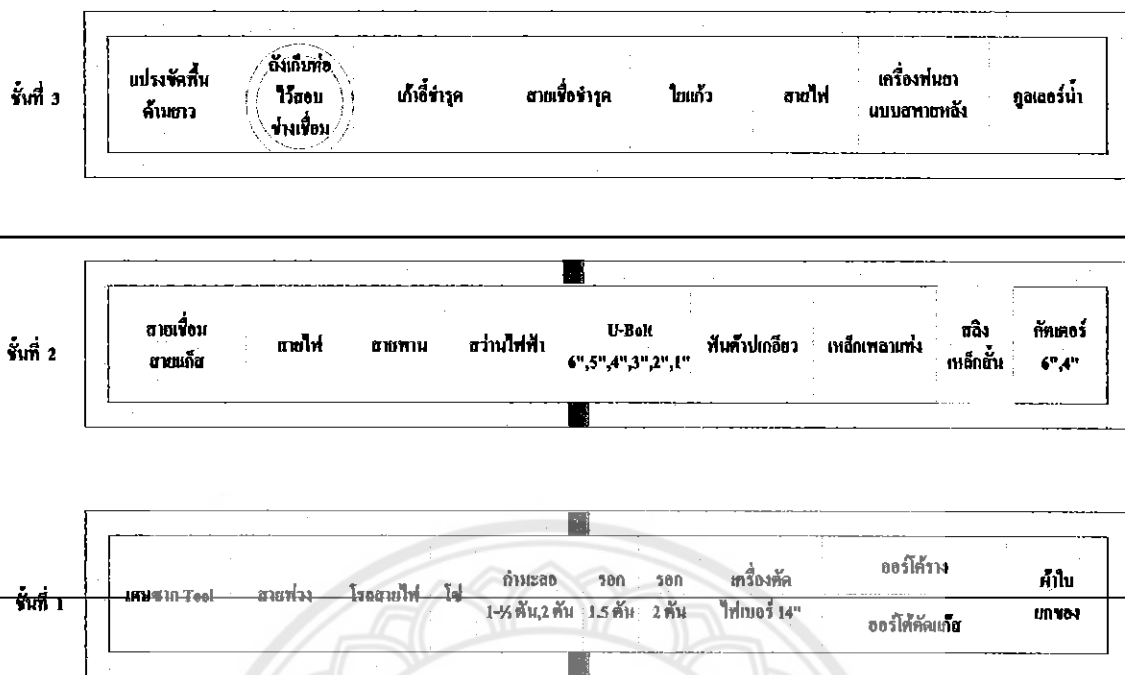 ชั้นที่ 3
แปรงขัดพื้น
ด้ามยาว
ถังเก็บท่อ
ไว้สอบ
ช่างเชื่อม
เก้าอี้ชำรุด
สายเชื่อชำรุด
ใยแก้ว
สายไฟ
เครื่องพ่นยา
แบบสพายหลัง
คูลเลอร์น้ำ
ชั้นที่ 2
สายเชื่อม
สายแก็ส
สายไฟ
สายพาน
สว่านไฟฟ้า
U-Bolt
6",5",4",3",2",1"
ฟันต๊าปเกลียว
เหล็กเพลาแท่ง
สลิง
เหล็กสั้น
คัตเตอร์
6",4"
ชั้นที่ 1
เศษซาก Tool
สายพ่วง
โรลสายไฟ
โซ่
กำมะลอ
1-½ ตัน,2 ตัน
รอก
1.5 ตัน
รอก
2 ตัน
เครื่องตัด
ไฟเบอร์ 14"
ออร์โต้ราง
ออร์โต้ตัดแก๊ส
ผ้าใบ
ยกของ